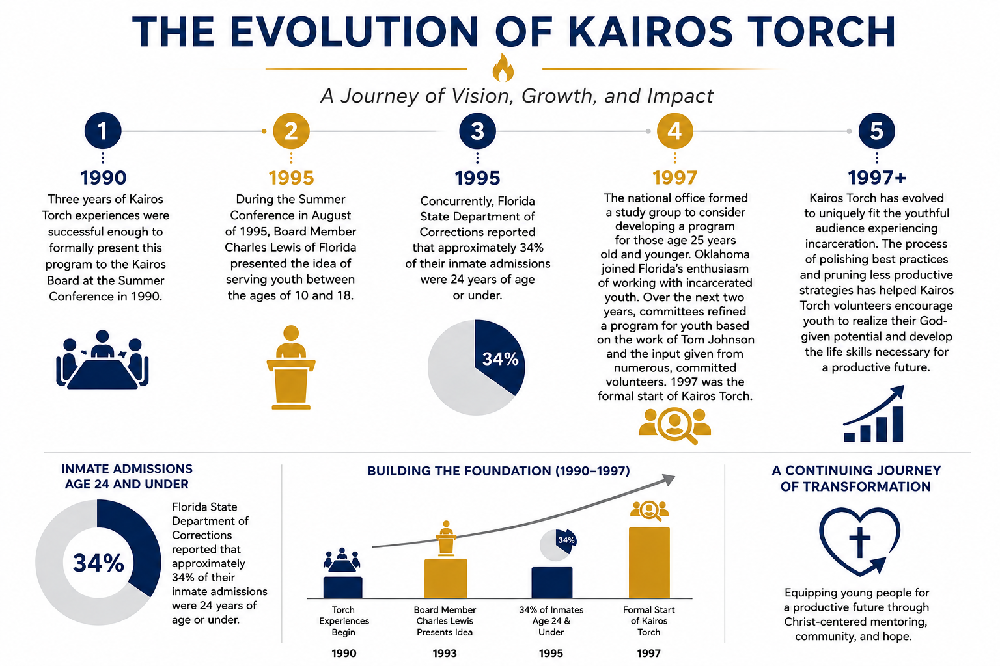 THE EVOLUTION OF KAIROS TORCH
A Journey of Vision, Growth, and Impact
1
1990
Three years of Kairos
Torch experiences were
successful enough to
formally present this
program to the Kairos
Board at the Summer
Conference in 1990.
2
1995
During the Summer
Conference in August
of 1995, Board Member
Charles Lewis of Florida
presented the idea of
serving youth between
the ages of 10 and 18.
3
1995
Concurrently, Florida
State Department of
Corrections reported
that approximately 34%
of their inmate admissions
were 24 years of age
or under.
34%
4
1997
The national office formed
a study group to consider
developing a program
for those age 25 years
old and younger. Oklahoma
joined Florida's enthusiasm
of working with incarcerated
youth. Over the next two
years, committees refined
a program for youth based
on the work of Tom Johnson
and the input given from
numerous, committed
volunteers. 1997 was the
formal start of Kairos Torch.
5
1997+
Kairos Torch has evolved
to uniquely fit the youthful
audience experiencing
incarceration. The process
of polishing best practices
and pruning less productive
strategies has helped Kairos
Torch volunteers encourage
youth to realize their God-
given potential and develop
the life skills necessary for
a productive future.
INMATE ADMISSIONS
AGE 24 AND UNDER
34%
Florida State
Department of
Corrections
reported that
approximately
34% of their
inmate admissions
were 24 years of
age or under.
BUILDING THE FOUNDATION (1990–1997)
34%
Torch
Experiences
Begin
1990
Board Member
Charles Lewis
Presents Idea
1993
34% of Inmates
Age 24 &
Under
1995
Formal Start
of Kairos
Torch
1997
A CONTINUING JOURNEY
OF TRANSFORMATION
Equipping young people for
a productive future through
Christ-centered mentoring,
community, and hope.